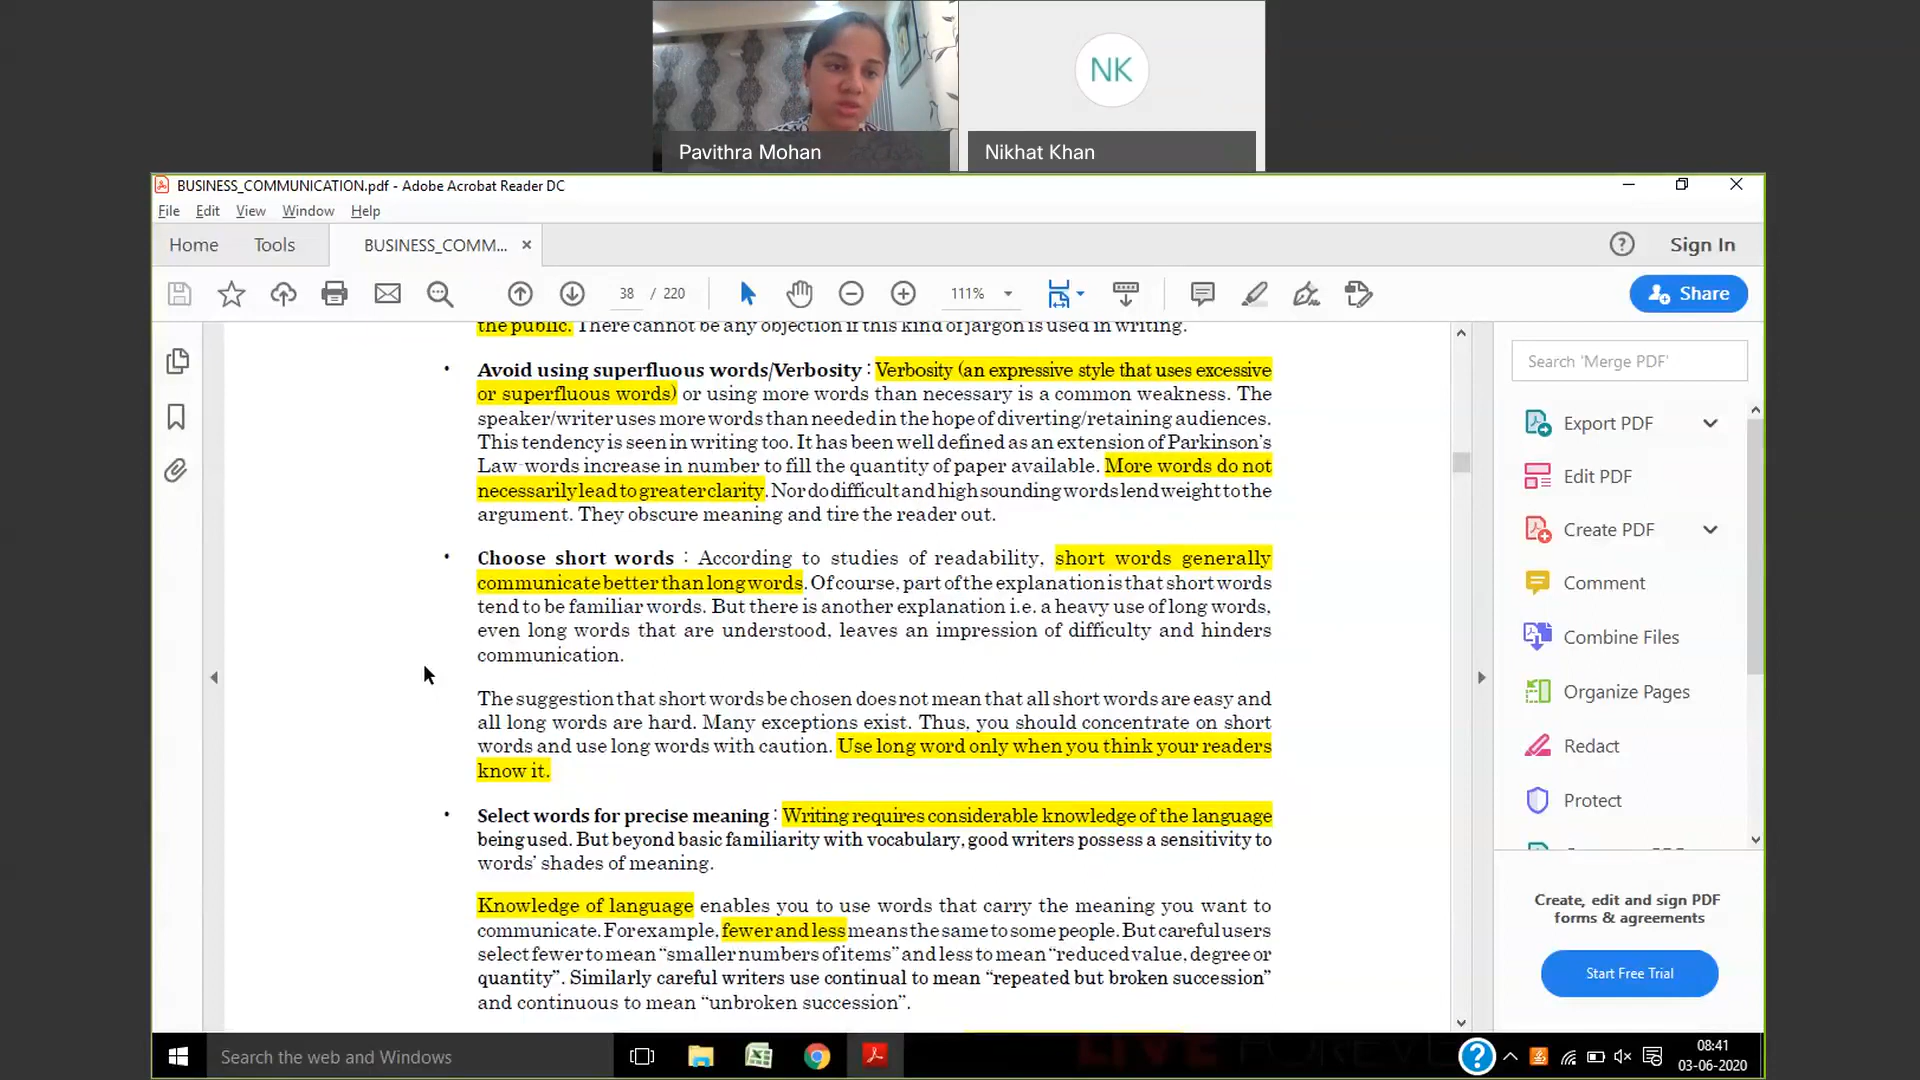 NK
Pavithra Mohan
Nikhat Khan
BUSINESS_COMMUNICATION.pdf - Adobe Acrobat Reader DC
File Edit View Window Help
Home Tools BUSINESS_COMM... × Sign In
38 / 220 111% Share
the public. There cannot be any objection if this kind of jargon is used in writing.
• Avoid using superfluous words/Verbosity : Verbosity (an expressive style that uses excessive
or superfluous words) or using more words than necessary is a common weakness. The
speaker/writer uses more words than needed in the hope of diverting/retaining audiences.
This tendency is seen in writing too. It has been well defined as an extension of Parkinson's
Law-words increase in number to fill the quantity of paper available. More words do not
necessarily lead to greater clarity. Nor do difficult and high sounding words lend weight to the
argument. They obscure meaning and tire the reader out.
• Choose short words : According to studies of readability, short words generally
communicate better than long words. Of course, part of the explanation is that short words
tend to be familiar words. But there is another explanation i.e. a heavy use of long words,
even long words that are understood, leaves an impression of difficulty and hinders
communication.
The suggestion that short words be chosen does not mean that all short words are easy and
all long words are hard. Many exceptions exist. Thus, you should concentrate on short
words and use long words with caution. Use long word only when you think your readers
know it.
• Select words for precise meaning : Writing requires considerable knowledge of the language
being used. But beyond basic familiarity with vocabulary, good writers possess a sensitivity to
words' shades of meaning.
Knowledge of language enables you to use words that carry the meaning you want to
communicate. For example, fewer and less means the same to some people. But careful users
select fewer to mean "smaller numbers of items" and less to mean "reduced value, degree or
quantity". Similarly careful writers use continual to mean "repeated but broken succession"
and continuous to mean "unbroken succession".
Search 'Merge PDF'
Export PDF
Edit PDF
Create PDF
Comment
Combine Files
Organize Pages
Redact
Protect
Create, edit and sign PDF
forms & agreements
Start Free Trial
Search the web and Windows
08:41
03-06-2020